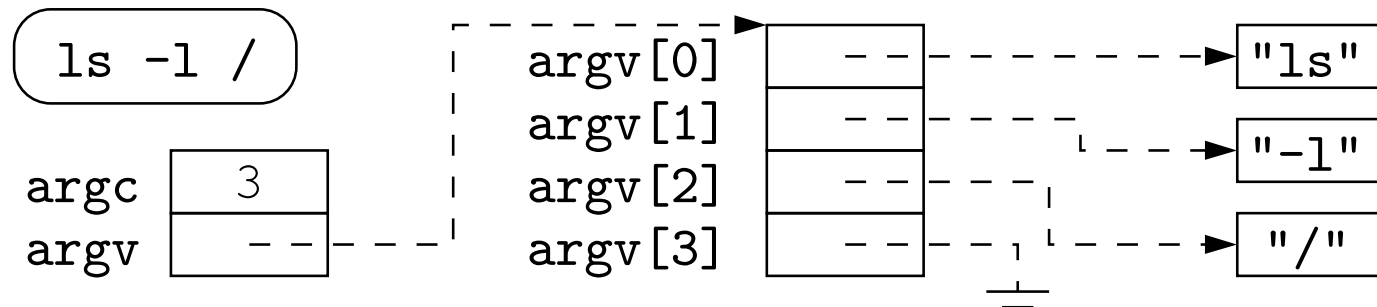 ls -l /
argc 3
argv
argv[0]
argv[1]
argv[2]
argv[3]
"ls"
"-l"
"/"